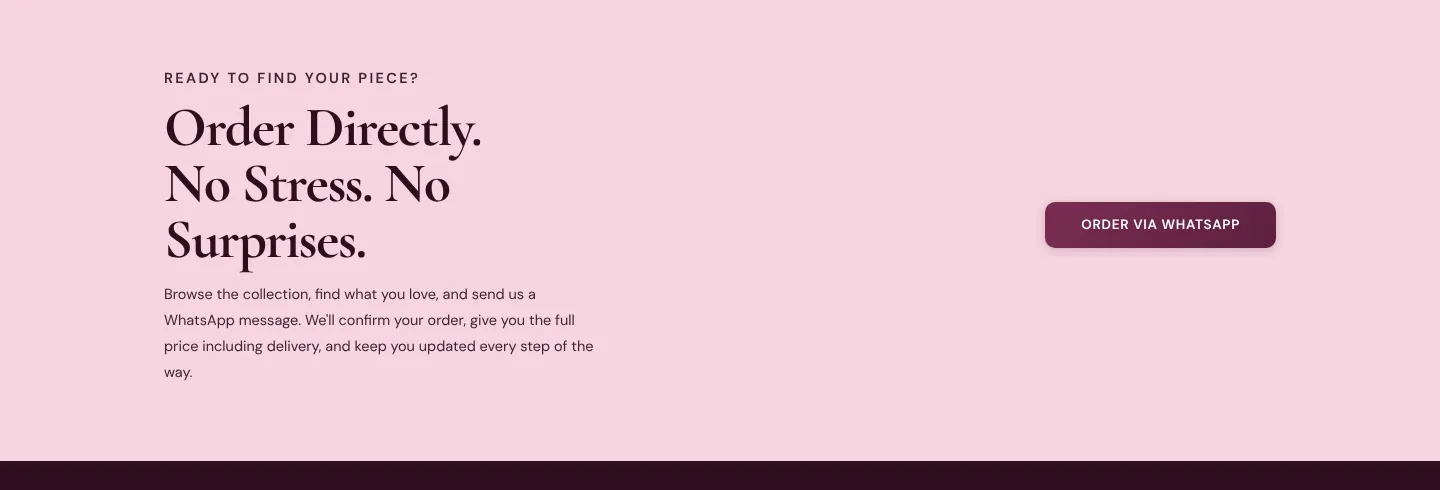 READY TO FIND YOUR PIECE?
Order Directly.
No Stress. No
Surprises.
Browse the collection, find what you love, and send us a
WhatsApp message. We'll confirm your order, give you the full
price including delivery, and keep you updated every step of the
way.
ORDER VIA WHATSAPP